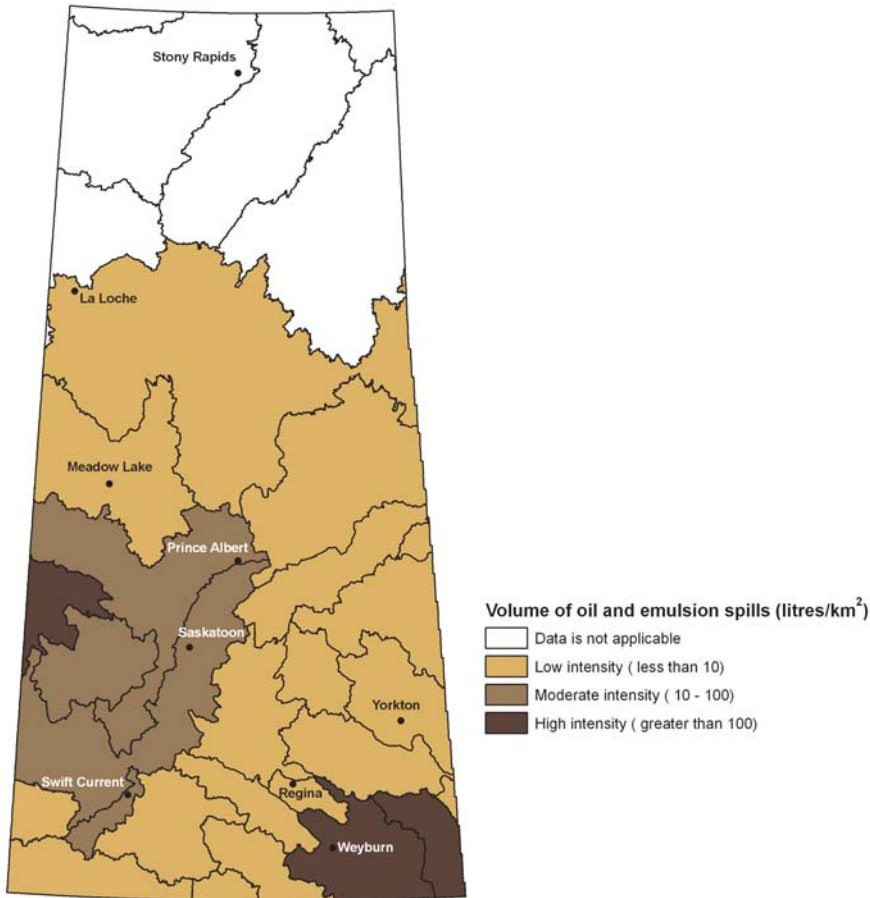 Stony Rapids
La Loche
Meadow Lake
Prince Albert
Saskatoon
Yorkton
Swift Current
Regina
Weyburn
Volume of oil and emulsion spills (litres/km²)
Data is not applicable
Low intensity ( less than 10)
Moderate intensity ( 10 - 100)
High intensity ( greater than 100)